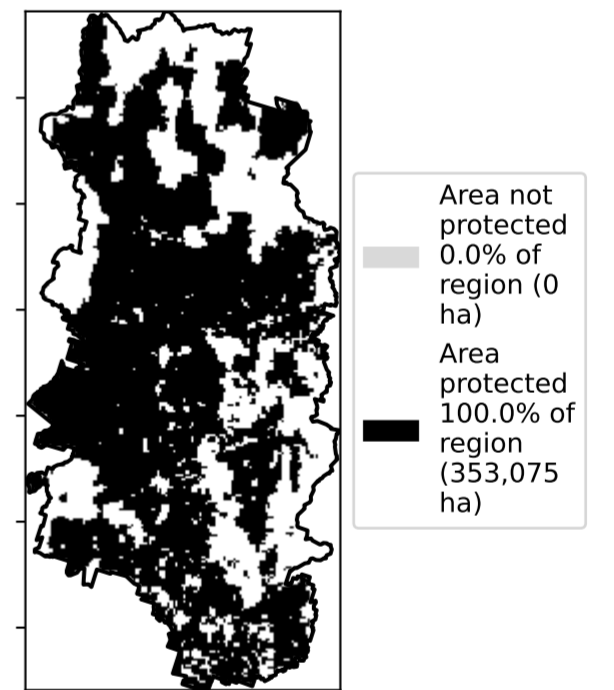 Area not
protected
0.0% of
region (0
ha)
Area
protected
100.0% of
region
(353,075
ha)